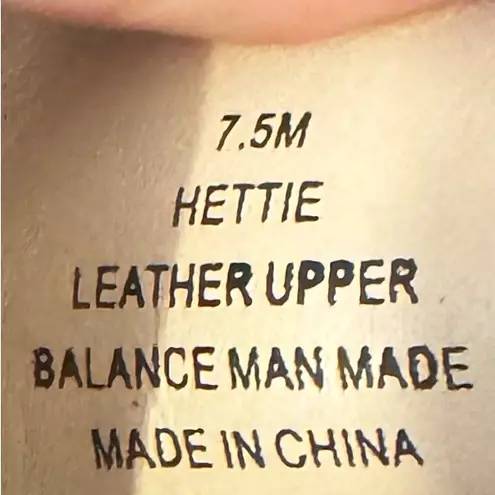 7.5M
HETTIE
LEATHER UPPER
BALANCE MAN MADE
MADE IN CHINA